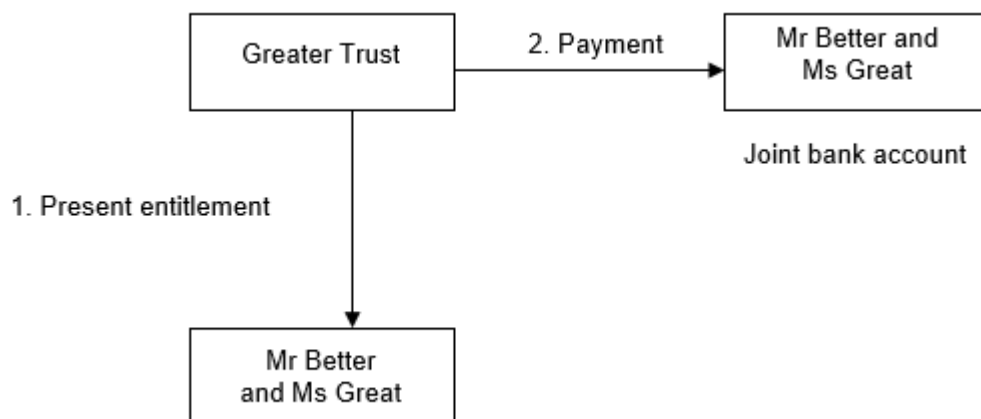 Greater Trust
2. Payment
Mr Better and
Ms Great
Joint bank account
1. Present entitlement
Mr Better
and Ms Great